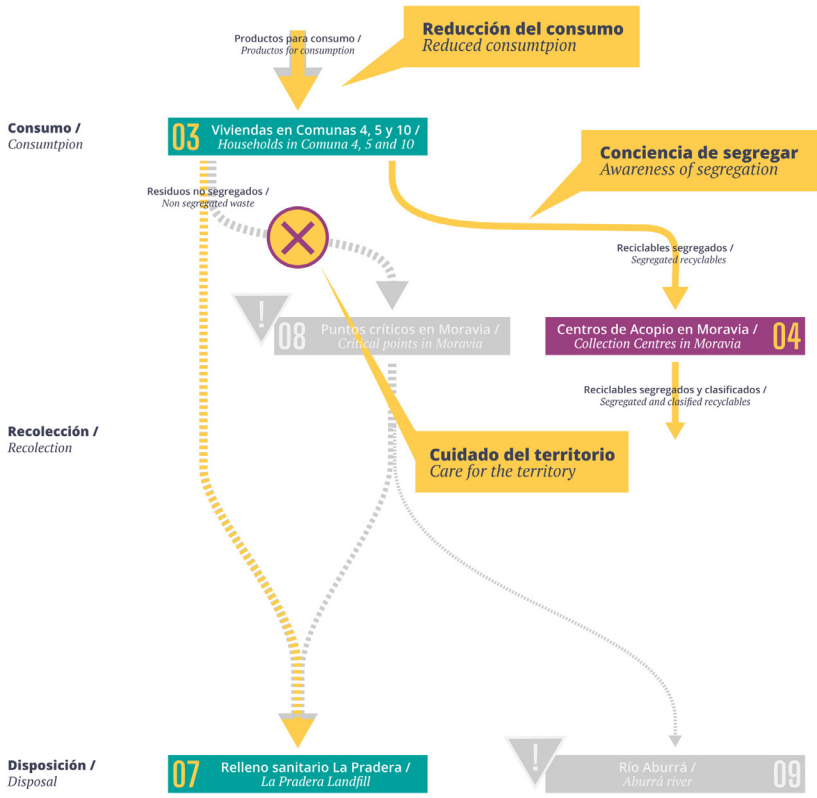 Productos para consumo /
Productos for consumption
Reducción del consumo
Reduced consumtpion
Consumo /
Consumtpion
03
Viviendas en Comunas 4, 5 y 10 /
Households in Comuna 4, 5 and 10
Conciencia de segregar
Awareness of segregation
Residuos no segregados /
Non segregated waste
Reciclables segregados /
Segregated recyclables
!
08
Puntos críticos en Moravia /
Critical points in Moravia
Centros de Acopio en Moravia /
Collection Centres in Moravia
04
Reciclables segregados y clasificados /
Segregated and clasified recyclables
Recolección /
Recolection
Cuidado del territorio
Care for the territory
Disposición /
Disposal
07
Relleno sanitario La Pradera /
La Pradera Landfill
!
Río Aburrá /
Aburrá river
09